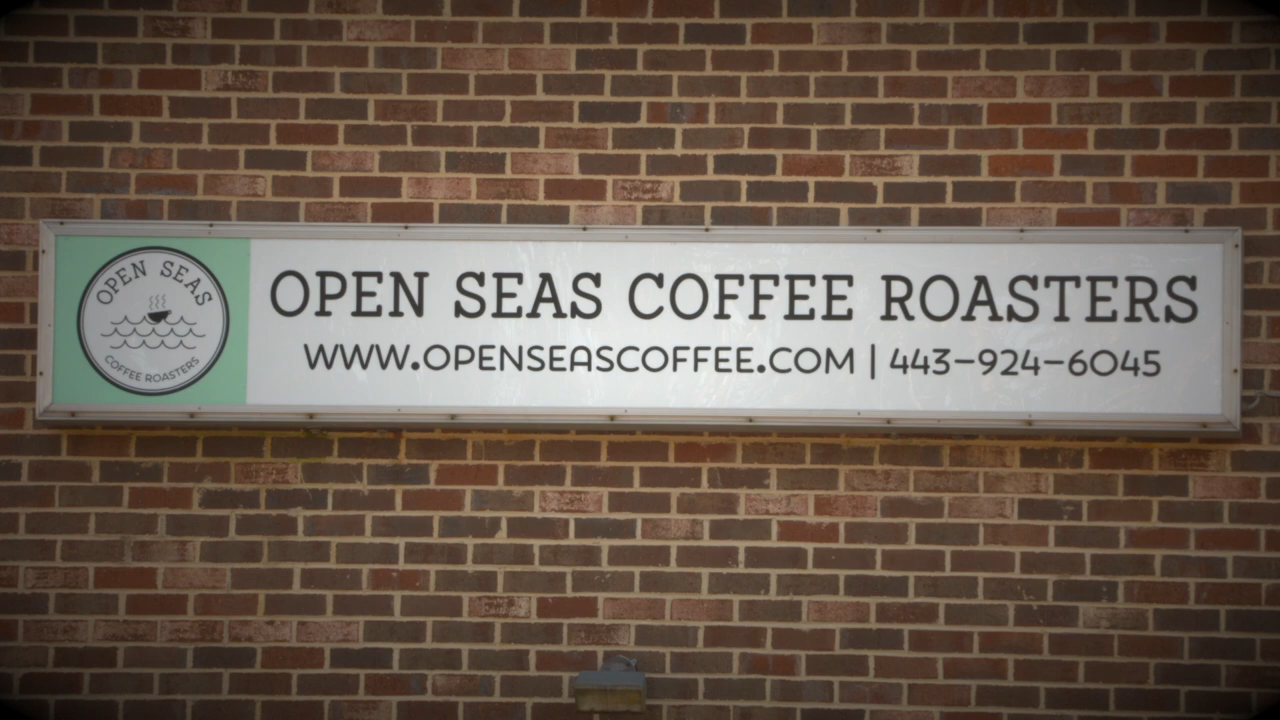 OPEN SEAS
COFFEE ROASTERS
OPEN SEAS COFFEE ROASTERS
WWW.OPENSEASCOFFEE.COM | 443-924-6045